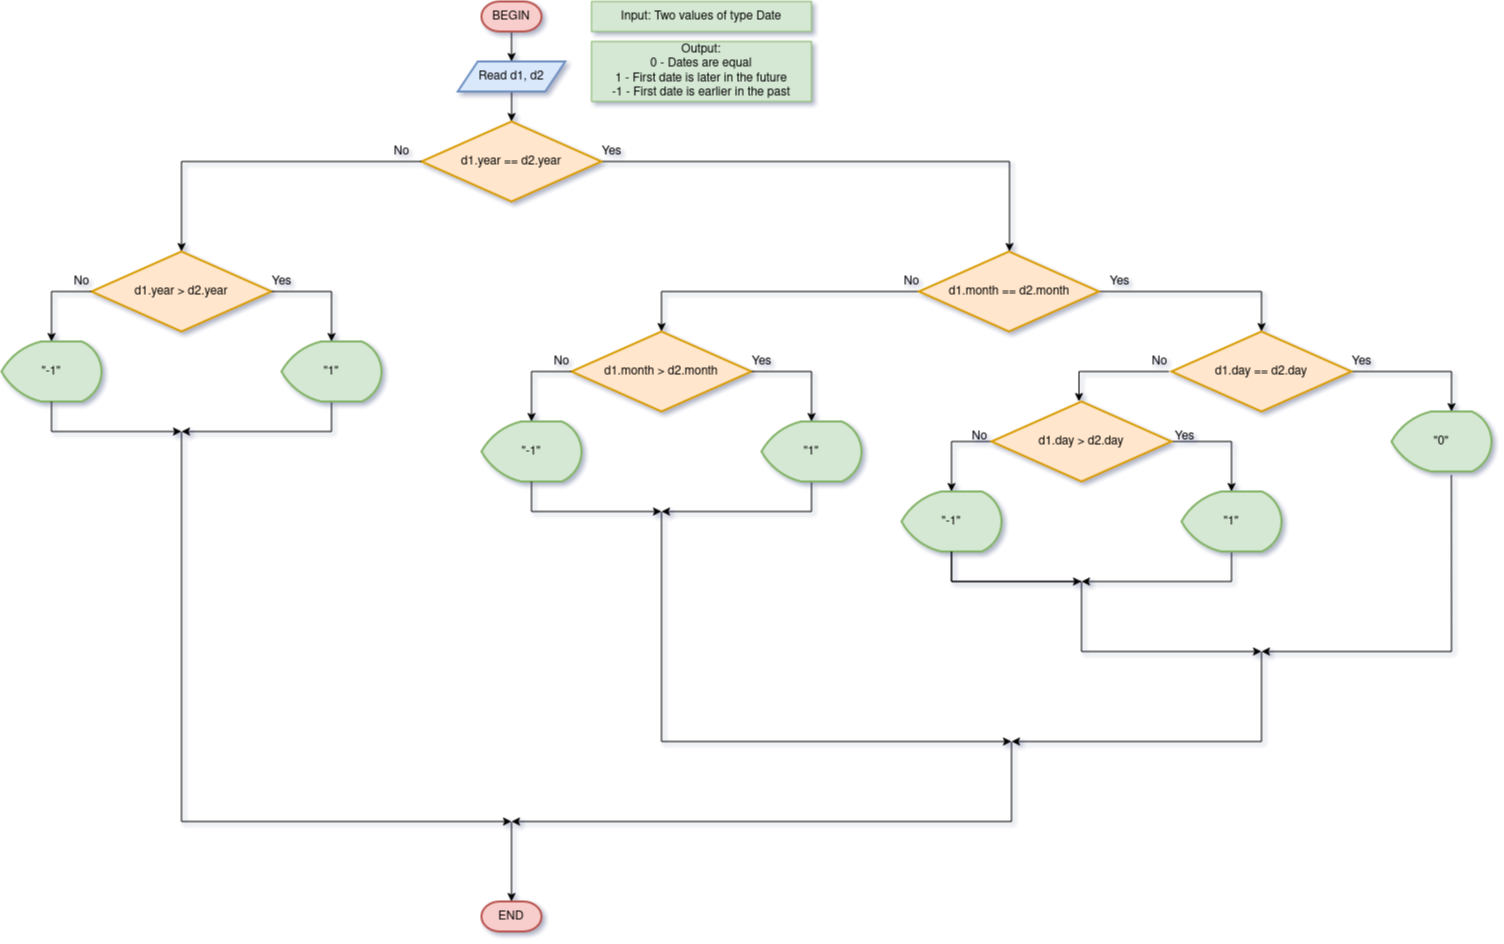 BEGIN
Input: Two values of type Date
Output:
0 - Dates are equal
1 - First date is later in the future
-1 - First date is earlier in the past
Read d1, d2
No
d1.year == d2.year
Yes
No
d1.year > d2.year
Yes
No
d1.month == d2.month
Yes
"-1"
"1"
No
d1.month > d2.month
Yes
No
d1.day == d2.day
Yes
"-1"
"1"
No
d1.day > d2.day
Yes
"0"
"-1"
"1"
END